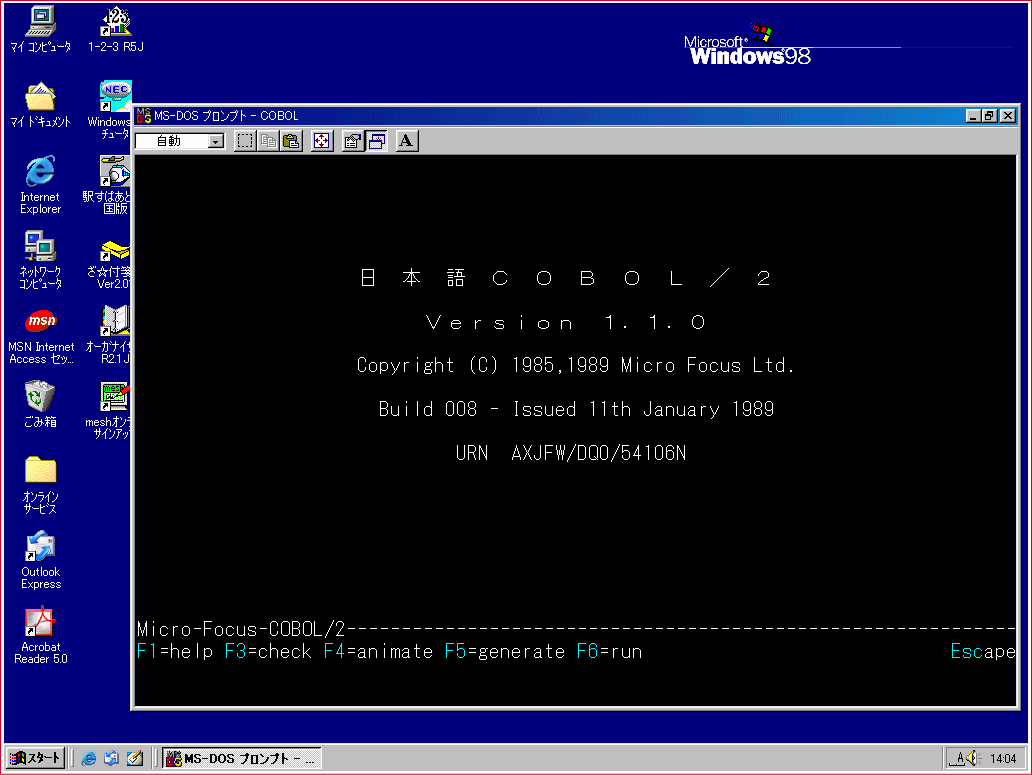 マイ コンピュータ
1-2-3 R5J
Microsoft
Windows 98
マイ ドキュメント
NEC
Windows
チュータ
MS-DOS プロンプト - COBOL
自動
A
Internet
Explorer
駅すぱあと
国版
ネットワーク
コンピュータ
ざ☆付箋
Ver2.0
msn
MSN Internet
Access セッ...
オーガナイ
R2.1J
ごみ箱
mesh
meshオン
サインアッ
オンライン
サービス
Outlook
Express
Acrobat
Reader 5.0
日 本 語 C O B O L / 2
Version 1.1.0
Copyright (C) 1985,1989 Micro Focus Ltd.
Build 008 - Issued 11th January 1989
URN AXJFW/DQO/54106N
Micro-Focus-COBOL/2-------------------------------------------------------------
F1=help F3=check F4=animate F5=generate F6=run Escape
スタート
MS-DOS プロンプト - ...
A
14:04